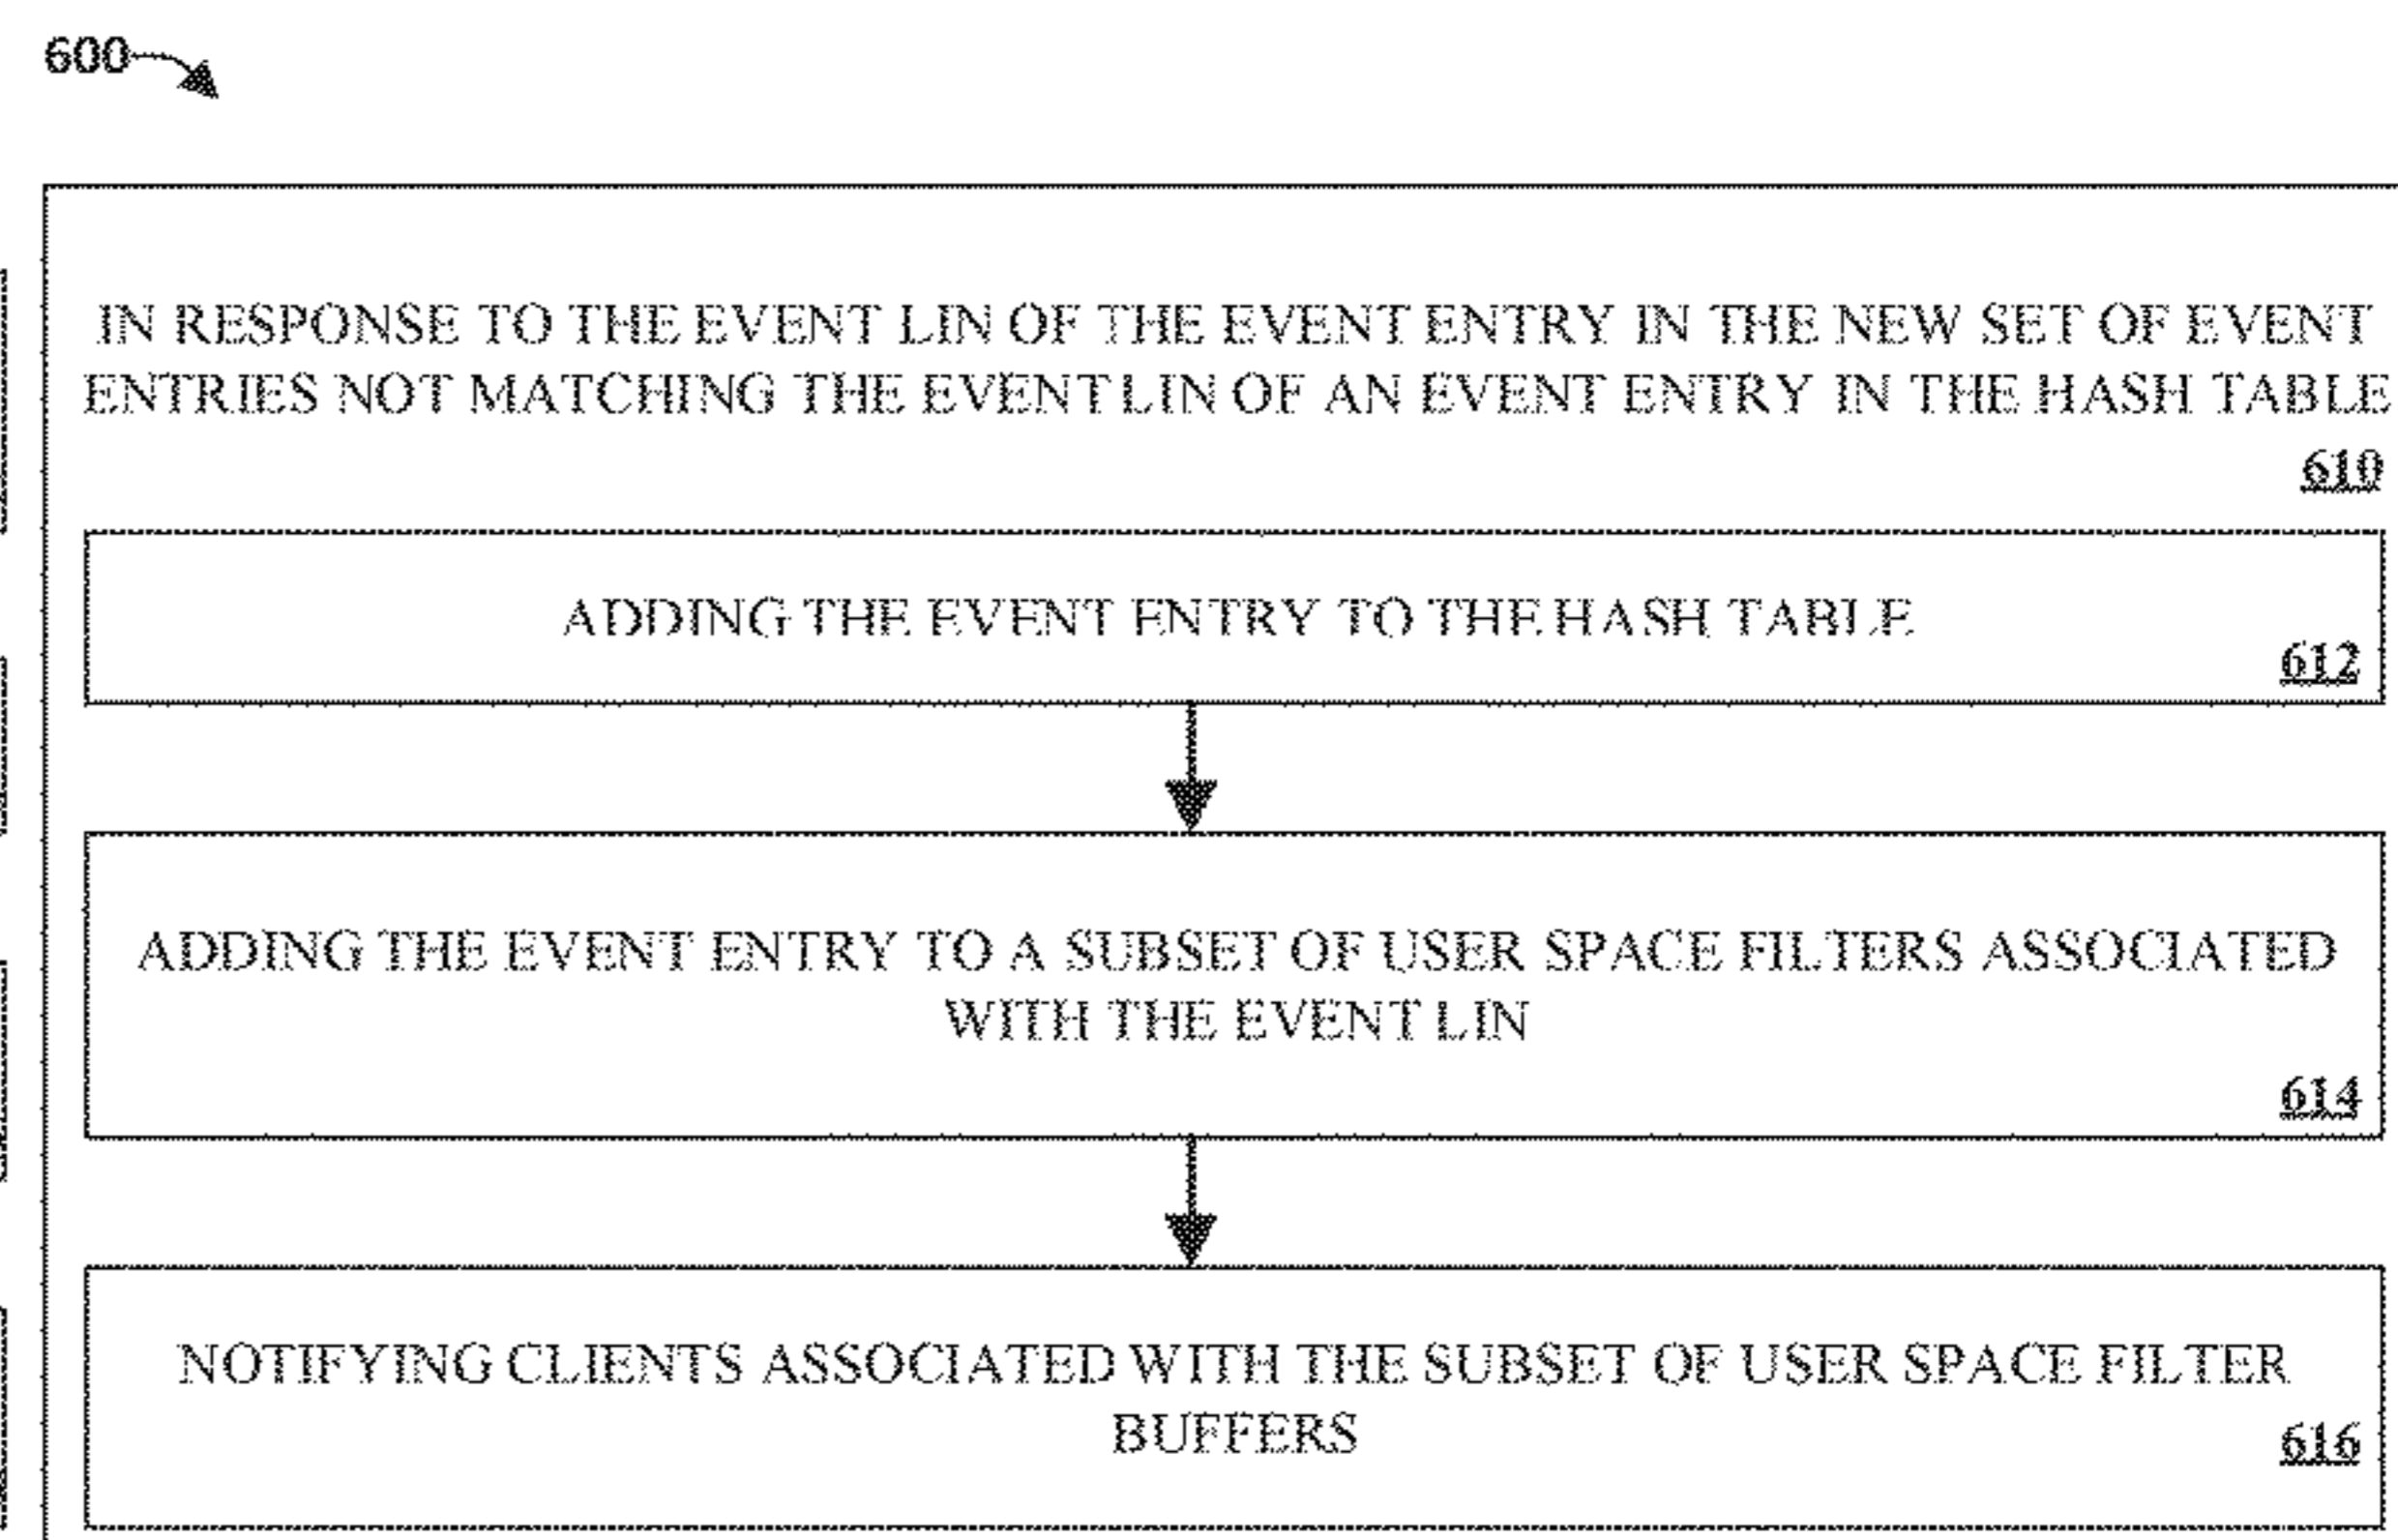 600
IN RESPONSE TO THE EVENT LIN OF THE EVENT ENTRY IN THE NEW SET OF EVENT
ENTRIES NOT MATCHING THE EVENT LIN OF AN EVENT ENTRY IN THE HASH TABLE
610
ADDING THE EVENT ENTRY TO THE HASH TABLE
612
ADDING THE EVENT ENTRY TO A SUBSET OF USER SPACE FILTERS ASSOCIATED
WITH THE EVENT LIN
614
NOTIFYING CLIENTS ASSOCIATED WITH THE SUBSET OF USER SPACE FILTER
BUFFERS
616